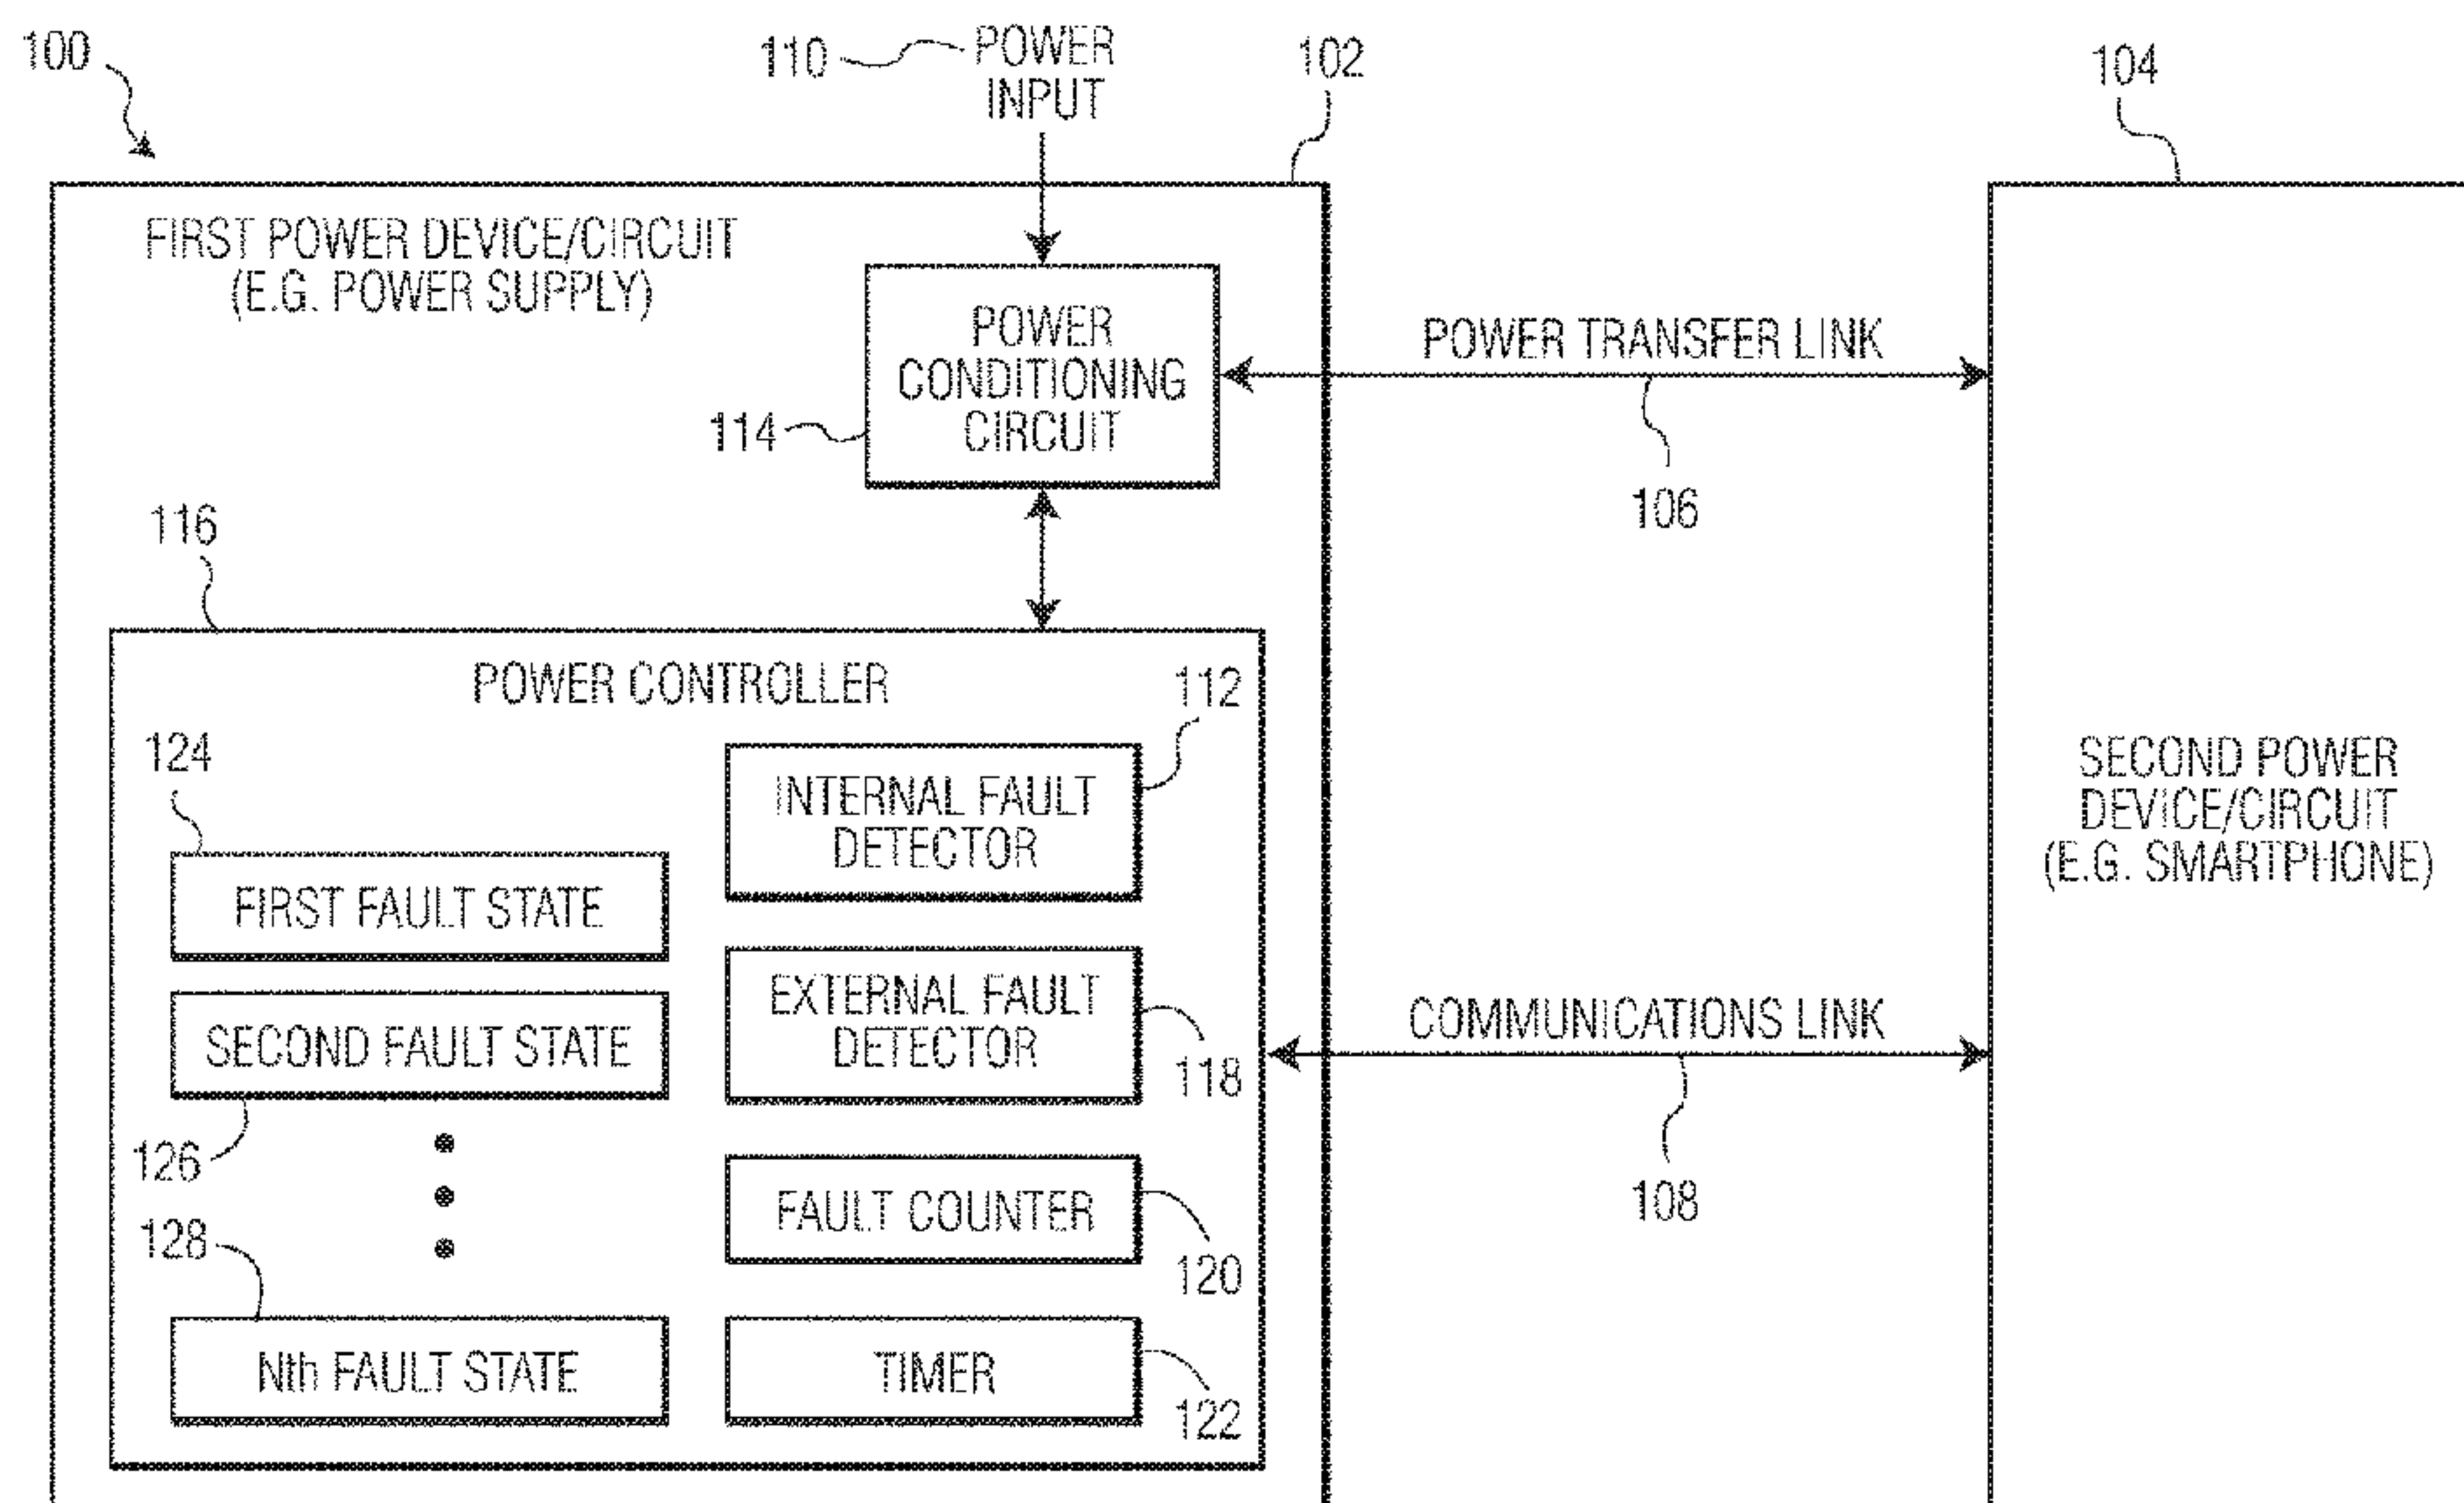 100
110
POWER
INPUT
102
104
FIRST POWER DEVICE/CIRCUIT
(E.G. POWER SUPPLY)
POWER
CONDITIONING
CIRCUIT
114
POWER TRANSFER LINK
106
116
POWER CONTROLLER
112
124
INTERNAL FAULT
DETECTOR
FIRST FAULT STATE
SECOND POWER
DEVICE/CIRCUIT
(E.G. SMARTPHONE)
EXTERNAL FAULT
DETECTOR
118
SECOND FAULT STATE
126
COMMUNICATIONS LINK
108
FAULT COUNTER
120
128
Nth FAULT STATE
TIMER
122